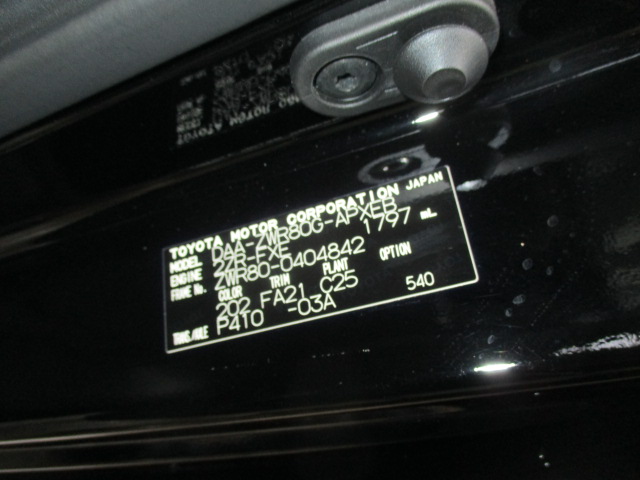 TOYOTA MOTOR CORPORATION JAPAN
MODEL DAA-ZWR80G-APXEB
ENGINE 2ZR-FXE 1797 mL
FRAME No. ZWR80-0404842
COLOR TRIM PLANT OPTION
202 FA21 C25 540
TRANS/AXLE P410 -03A